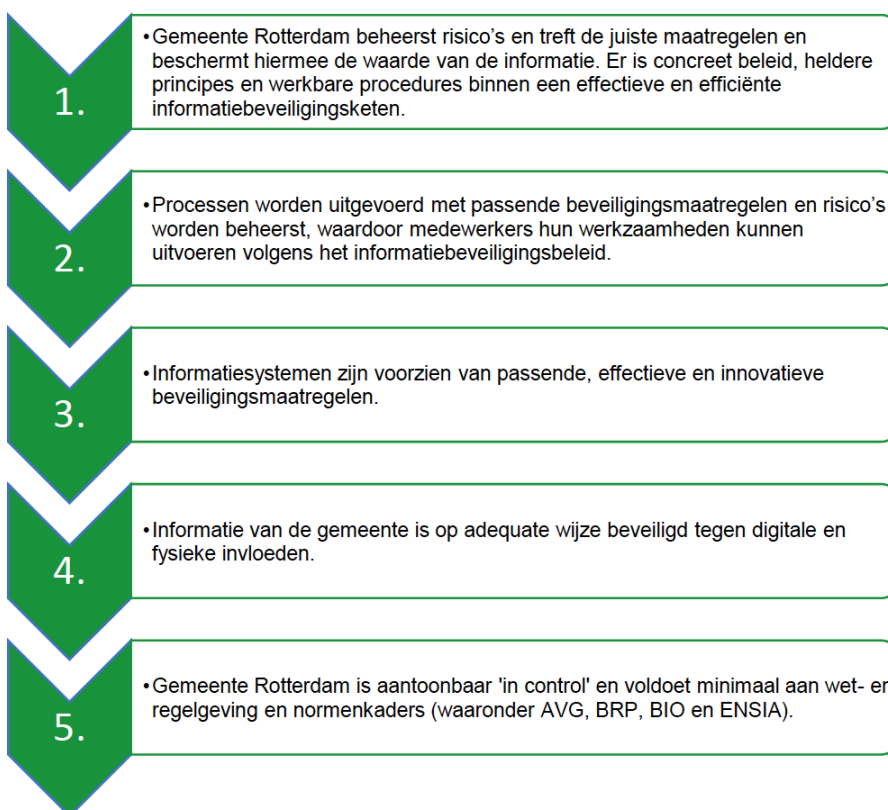 1.
•Gemeente Rotterdam beheerst risico's en treft de juiste maatregelen en
beschermt hiermee de waarde van de informatie. Er is concreet beleid, heldere
principes en werkbare procedures binnen een effectieve en efficiënte
informatiebeveiligingsketen.
2.
•Processen worden uitgevoerd met passende beveiligingsmaatregelen en risico's
worden beheerst, waardoor medewerkers hun werkzaamheden kunnen
uitvoeren volgens het informatiebeveiligingsbeleid.
3.
•Informatiesystemen zijn voorzien van passende, effectieve en innovatieve
beveiligingsmaatregelen.
4.
•Informatie van de gemeente is op adequate wijze beveiligd tegen digitale en
fysieke invloeden.
5.
•Gemeente Rotterdam is aantoonbaar 'in control' en voldoet minimaal aan wet- en
regelgeving en normenkaders (waaronder AVG, BRP, BIO en ENSIA).